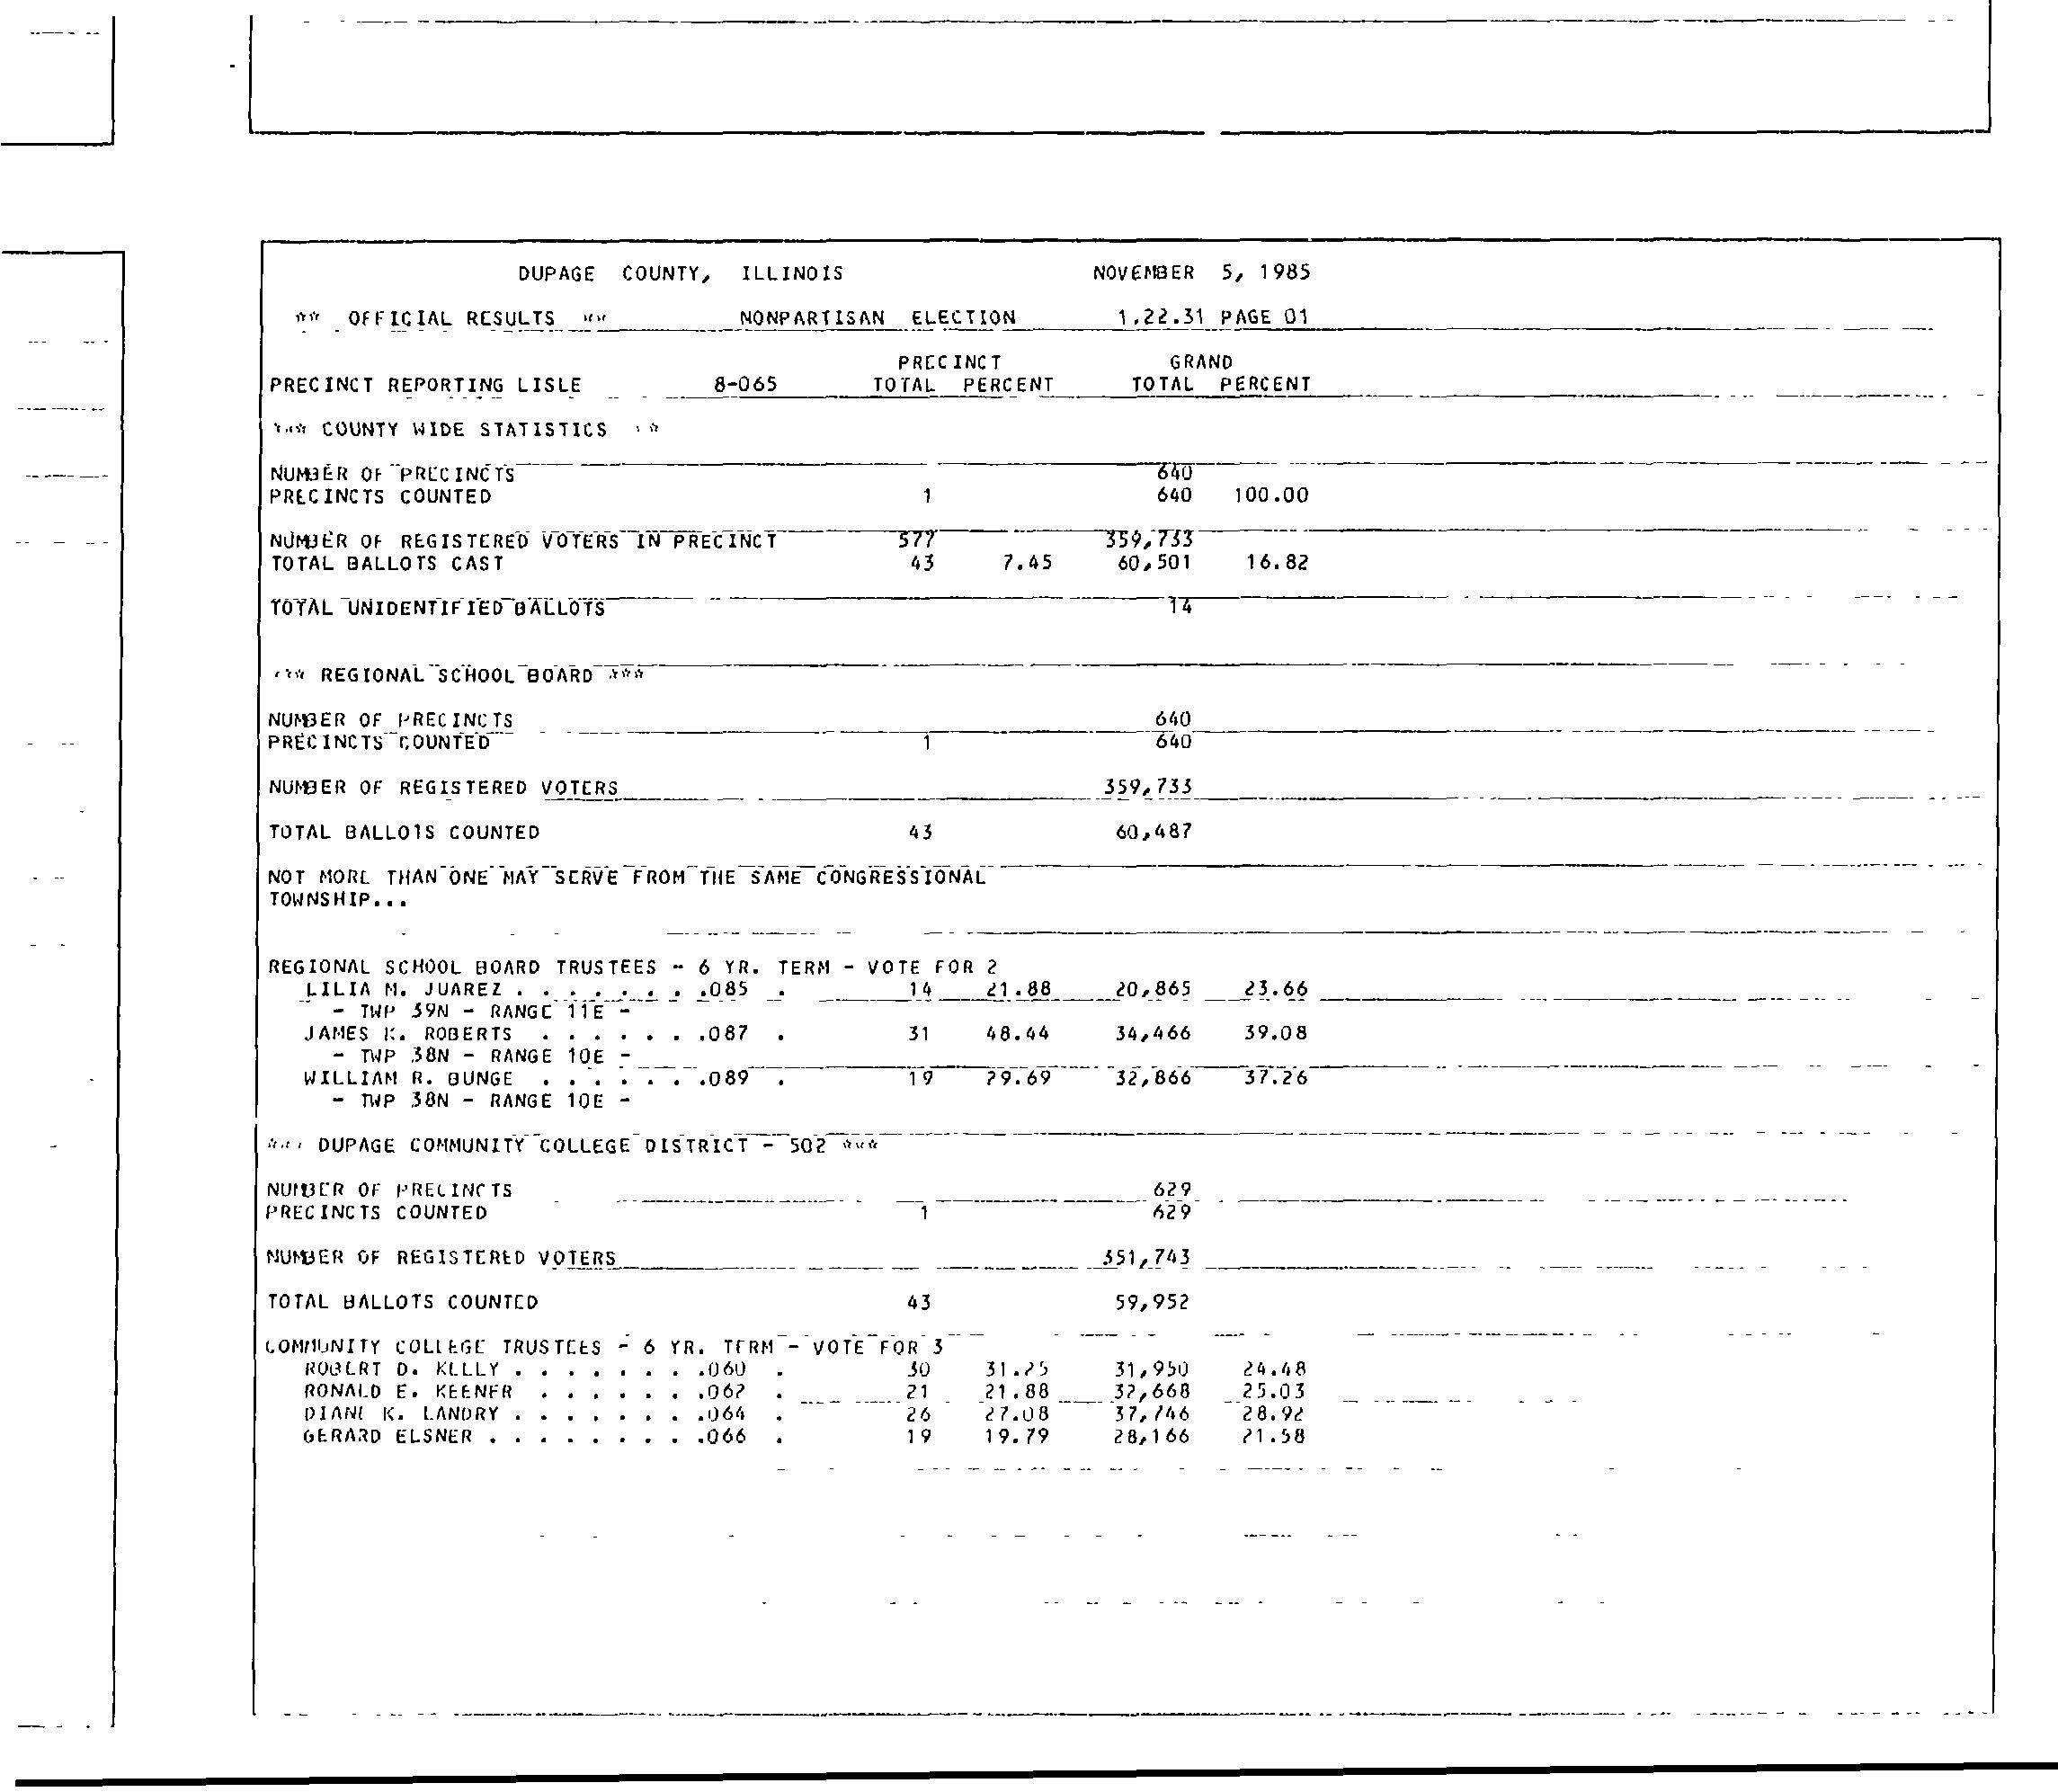 DUPAGE COUNTY, ILLINOIS NOVEMBER 5, 1985
** OFFICIAL RESULTS ** NONPARTISAN ELECTION 1.22.31 PAGE 01
PRECINCT GRAND
PRECINCT REPORTING LISLE 8-065 TOTAL PERCENT TOTAL PERCENT
*** COUNTY WIDE STATISTICS **
NUMBER OF PRECINCTS 640
PRECINCTS COUNTED 1 640 100.00
NUMBER OF REGISTERED VOTERS IN PRECINCT 577 359,733
TOTAL BALLOTS CAST 43 7.45 60,501 16.82
TOTAL UNIDENTIFIED BALLOTS 14
*** REGIONAL SCHOOL BOARD ***
NUMBER OF PRECINCTS 640
PRECINCTS COUNTED 1 640
NUMBER OF REGISTERED VOTERS 359,733
TOTAL BALLOTS COUNTED 43 60,487
NOT MORE THAN ONE MAY SERVE FROM THE SAME CONGRESSIONAL
TOWNSHIP...
REGIONAL SCHOOL BOARD TRUSTEES - 6 YR. TERM - VOTE FOR 2
LILIA M. JUAREZ . . . . . . . .085 . 14 21.88 20,865 23.66
- TWP 39N - RANGE 11E -
JAMES K. ROBERTS . . . . . . .087 . 31 48.44 34,466 39.08
- TWP 38N - RANGE 10E -
WILLIAM R. BUNGE . . . . . . .089 . 19 29.69 32,866 37.26
- TWP 38N - RANGE 10E -
*** DUPAGE COMMUNITY COLLEGE DISTRICT - 502 ***
NUMBER OF PRECINCTS 629
PRECINCTS COUNTED 1 629
NUMBER OF REGISTERED VOTERS 351,743
TOTAL BALLOTS COUNTED 43 59,952
COMMUNITY COLLEGE TRUSTEES - 6 YR. TERM - VOTE FOR 3
ROBERT D. KELLY . . . . . . . .060 . 30 31.25 31,950 24.48
RONALD E. KEENER . . . . . . .062 . 21 21.88 32,668 25.03
DIANE K. LANDRY . . . . . . . .064 . 26 27.08 37,746 28.92
GERARD ELSNER . . . . . . . . .066 . 19 19.79 28,166 21.58